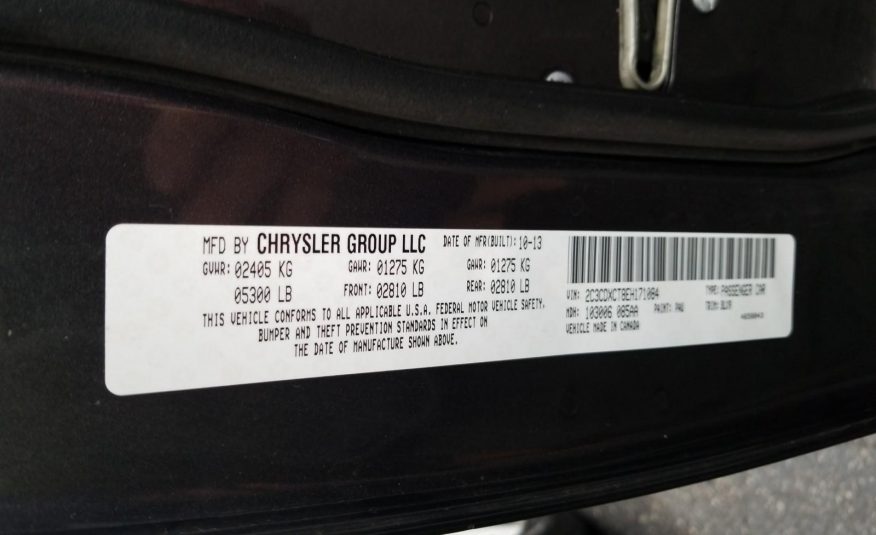 MFD BY CHRYSLER GROUP LLC DATE OF MFR(BUILT): 10-13
GVWR: 02405 KG GAWR: 01275 KG GAWR: 01275 KG
05300 LB FRONT: 02810 LB REAR: 02810 LB
THIS VEHICLE CONFORMS TO ALL APPLICABLE U.S.A. FEDERAL MOTOR VEHICLE SAFETY,
BUMPER AND THEFT PREVENTION STANDARDS IN EFFECT ON
THE DATE OF MANUFACTURE SHOWN ABOVE.
VIN: 2C3CDXCT8EH171084 TYPE: PASSENGER CAR
MDH: 103006 085AA PAINT: PAU TRIM:
VEHICLE MADE IN CANADA